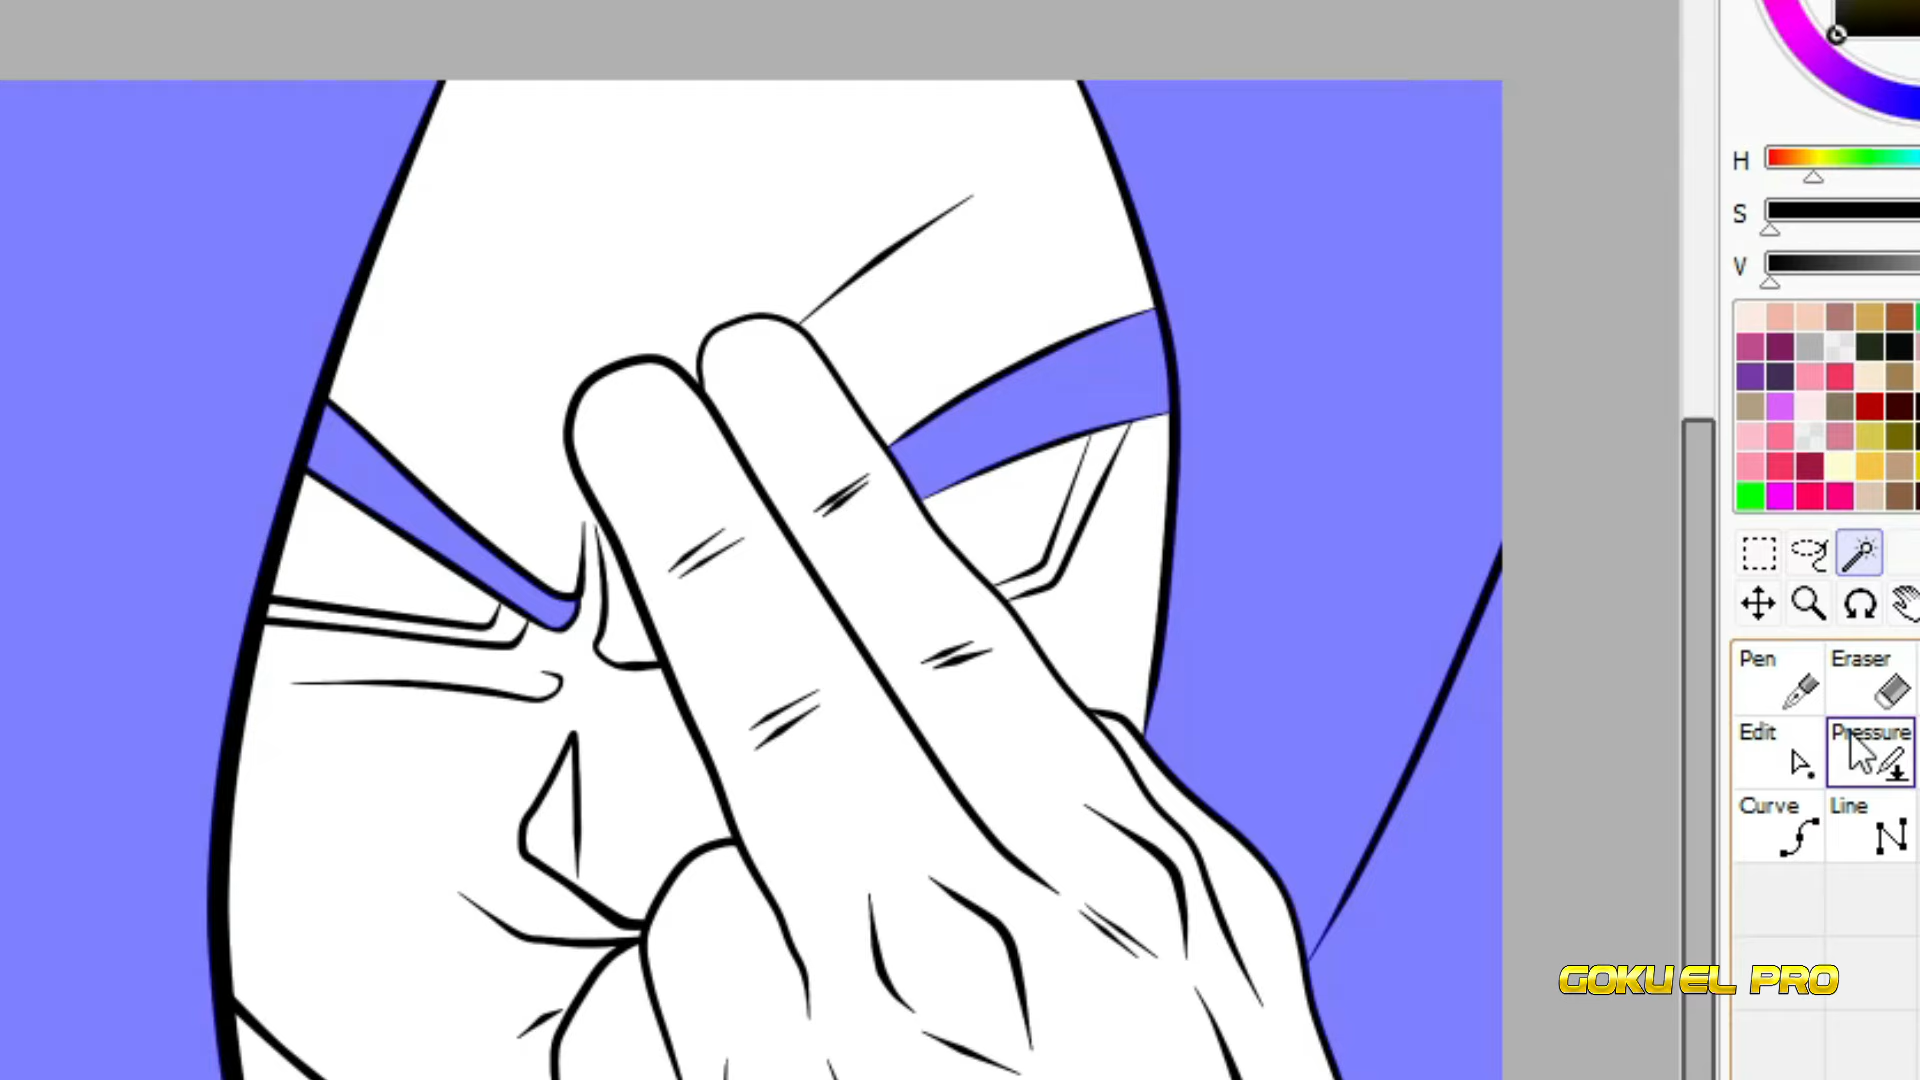 H
S
V
Pen Eraser
Edit Pressure
Curve Line
GOKU EL PRO